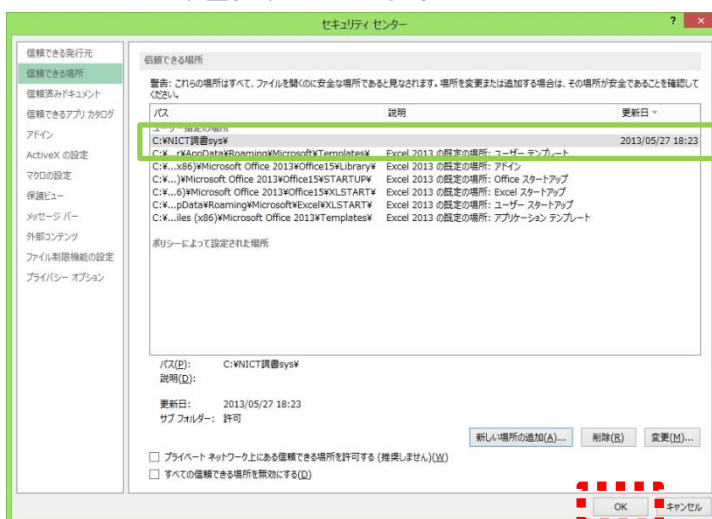 セキュリティ センター
? ×
信頼できる発行元
信頼できる場所
信頼済みドキュメント
信頼できるアプリ カタログ
アドイン
ActiveX の設定
マクロの設定
保護ビュー
メッセージ バー
外部コンテンツ
ファイル制限機能の設定
プライバシー オプション
信頼できる場所
警告: これらの場所はすべて、ファイルを開くのに安全な場所であると見なされます。場所を変更または追加する場合は、その場所が安全であることを確認して
ください。
パス 説明 更新日
ユーザー指定の場所
C:¥NICT調書sys¥ 2013/05/27 18:23
C:¥...r¥AppData¥Roaming¥Microsoft¥Templates¥ Excel 2013 の既定の場所: ユーザー テンプレート
C:¥...x86)¥Microsoft Office 2013¥Office15¥Library¥ Excel 2013 の既定の場所: アドイン
C:¥...)¥Microsoft Office 2013¥Office15¥STARTUP¥ Excel 2013 の既定の場所: Office スタートアップ
C:¥...6)¥Microsoft Office 2013¥Office15¥XLSTART¥ Excel 2013 の既定の場所: Excel スタートアップ
C:¥...pData¥Roaming¥Microsoft¥Excel¥XLSTART¥ Excel 2013 の既定の場所: ユーザー スタートアップ
C:¥...iles (x86)¥Microsoft Office 2013¥Templates¥ Excel 2013 の既定の場所: アプリケーション テンプレート
ポリシーによって設定された場所
パス(P): C:¥NICT調書sys¥
説明(D):
更新日: 2013/05/27 18:23
サブ フォルダー: 許可
新しい場所の追加(A)... 削除(R) 変更(M)...
プライベート ネットワーク上にある信頼できる場所を許可する (推奨しません)(W)
すべての信頼できる場所を無効にする(D)
OK キャンセル